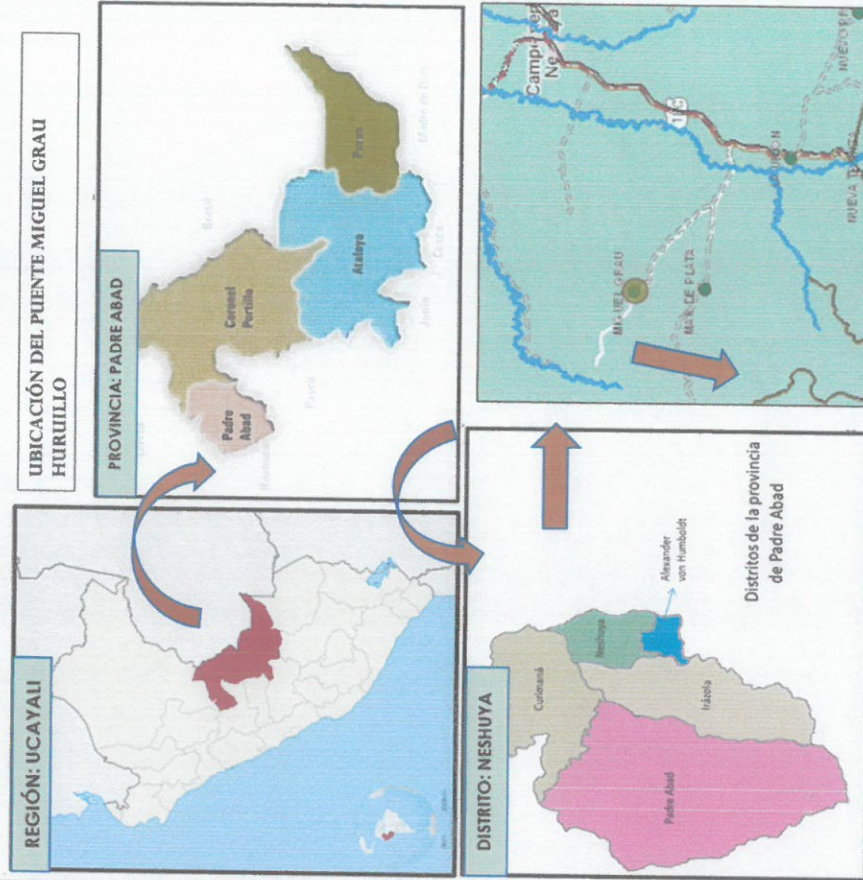 UBICACIÓN DEL PUENTE MIGUEL GRAU
HURUILLO
REGIÓN: UCAYALI
PROVINCIA: PADRE ABAD
Brasil
Coronel
Portillo
Padre
Abad
Purus
Atalaya
Pasco
Junín
Cusco
Madre de Dios
DISTRITO: NESHUYA
Curimaná
Neshuya
Alexander
von Humboldt
Irázola
Padre Abad
Distritos de la provincia
de Padre Abad
MIGUEL GRAU
MAR DE PLATA